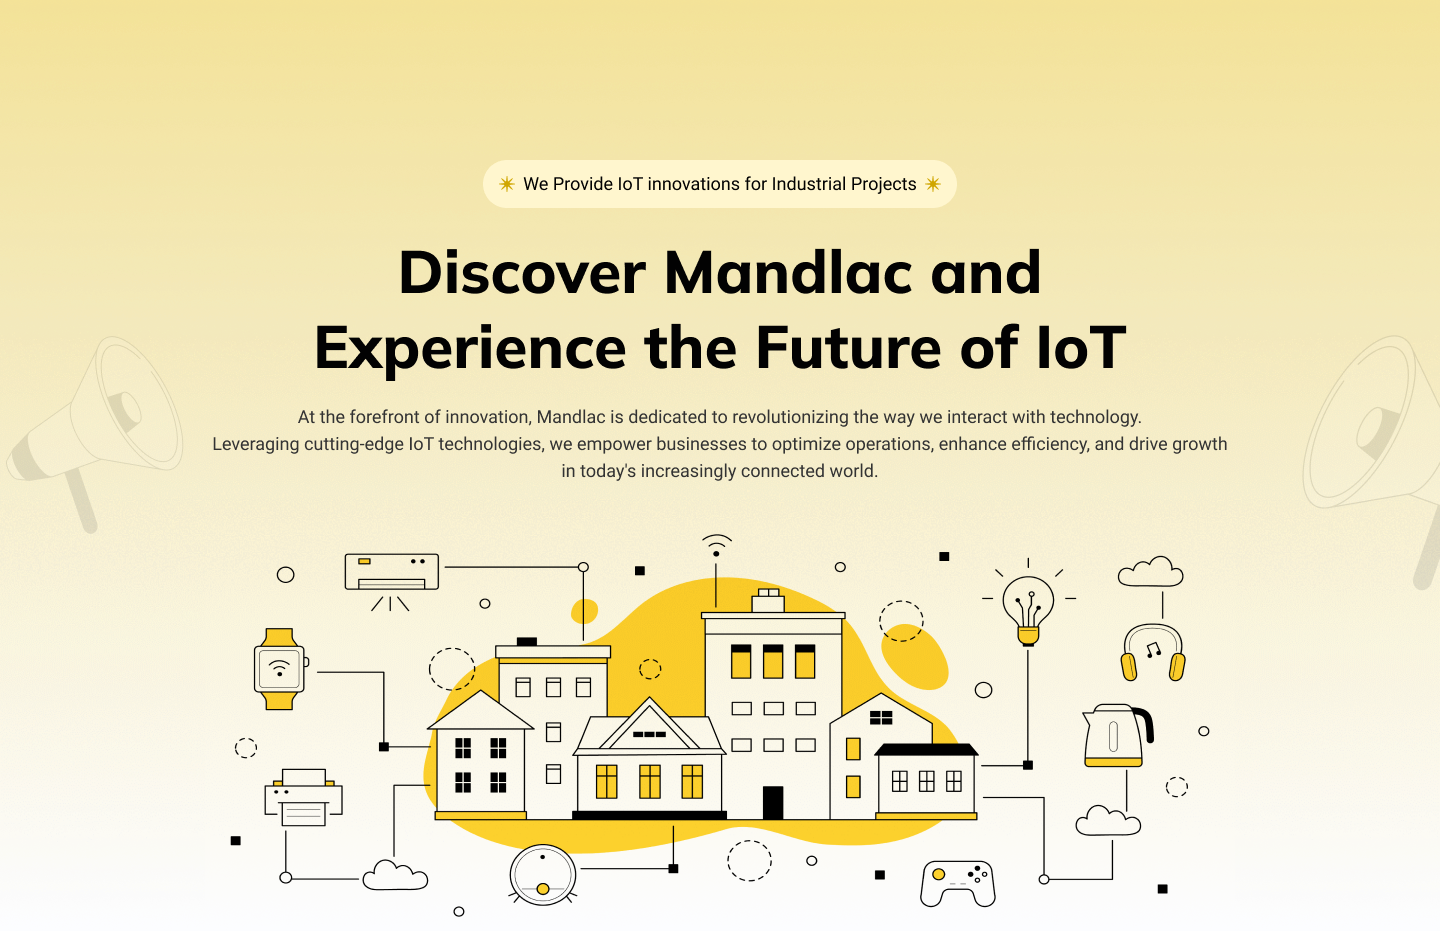 We Provide IoT innovations for Industrial Projects
Discover Mandlac and
Experience the Future of IoT
At the forefront of innovation, Mandlac is dedicated to revolutionizing the way we interact with technology.
Leveraging cutting-edge IoT technologies, we empower businesses to optimize operations, enhance efficiency, and drive growth
in today's increasingly connected world.